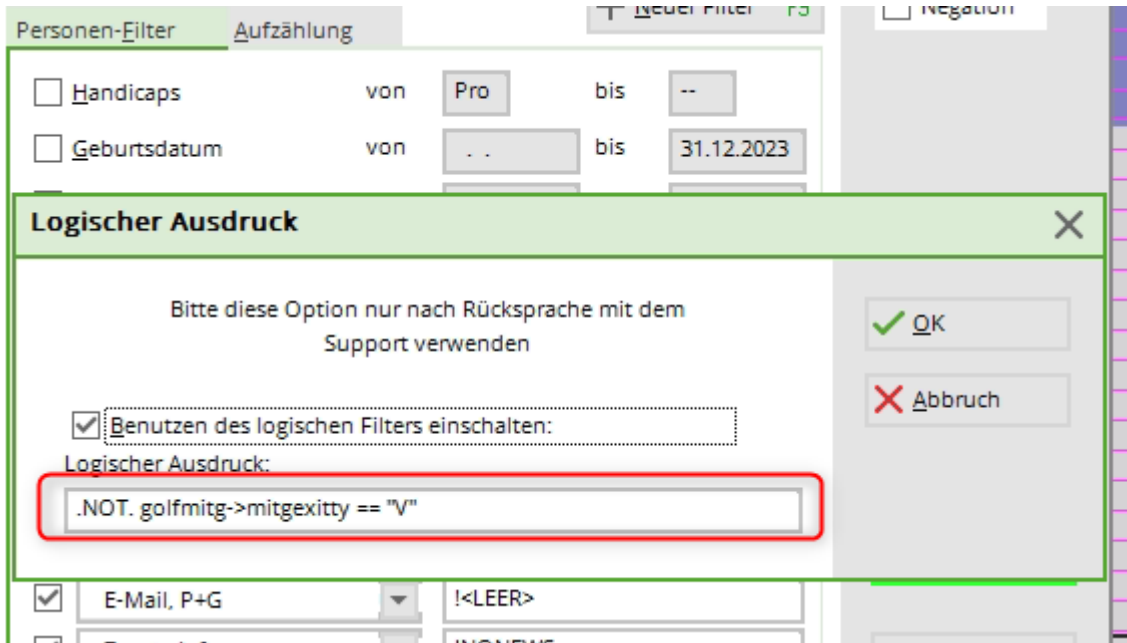 Neuer Filter F9
Negation
Personen-Filter Aufzählung
Handicaps von Pro bis --
Geburtsdatum von . . bis 31.12.2023
Logischer Ausdruck
Bitte diese Option nur nach Rücksprache mit dem
Support verwenden
OK
Abbruch
Benutzen des logischen Filters einschalten:
Logischer Ausdruck:
.NOT. golfmitg->mitgexitty == "V"
E-Mail, P+G !<LEER>
!NONEWS